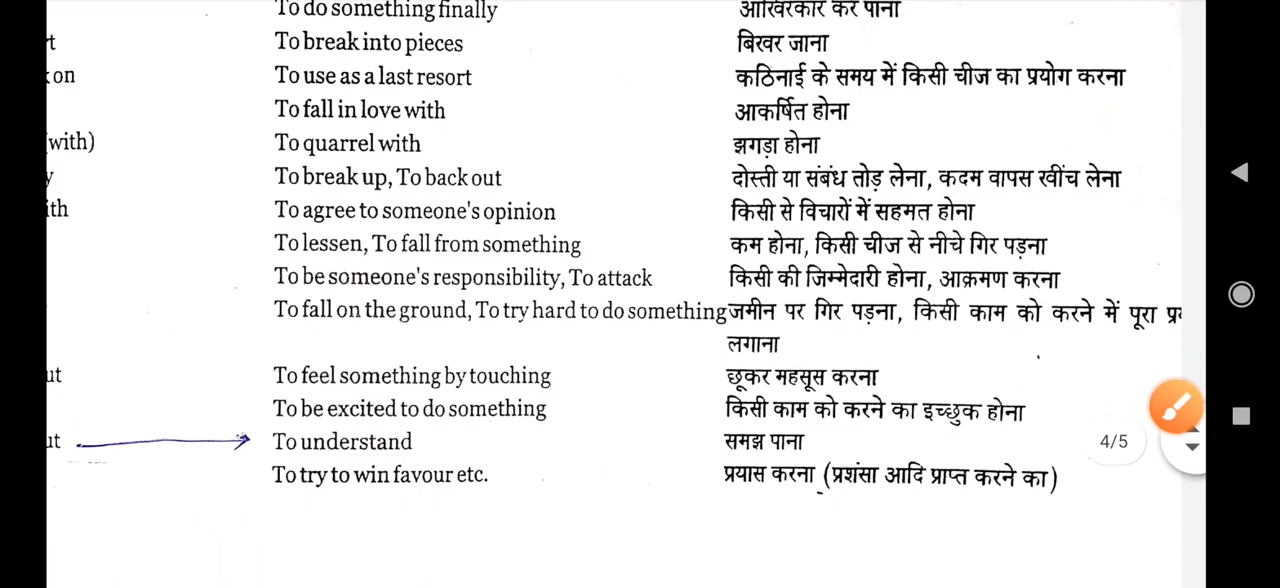 To do something finally आखिरकार कर पाना
t To break into pieces बिखर जाना
on To use as a last resort कठिनाई के समय में किसी चीज का प्रयोग करना
To fall in love with आकर्षित होना
(with) To quarrel with झगड़ा होना
y To break up, To back out दोस्ती या संबंध तोड़ लेना, कदम वापस खींच लेना
ith To agree to someone's opinion किसी से विचारों में सहमत होना
To lessen, To fall from something कम होना, किसी चीज से नीचे गिर पड़ना
To be someone's responsibility, To attack किसी की जिम्मेदारी होना, आक्रमण करना
To fall on the ground, To try hard to do something जमीन पर गिर पड़ना, किसी काम को करने में पूरा
लगाना
ut To feel something by touching छूकर महसूस करना
To be excited to do something किसी काम को करने का इच्छुक होना
ut To understand समझ पाना
4/5
To try to win favour etc. प्रयास करना (प्रशंसा आदि प्राप्त करने का)